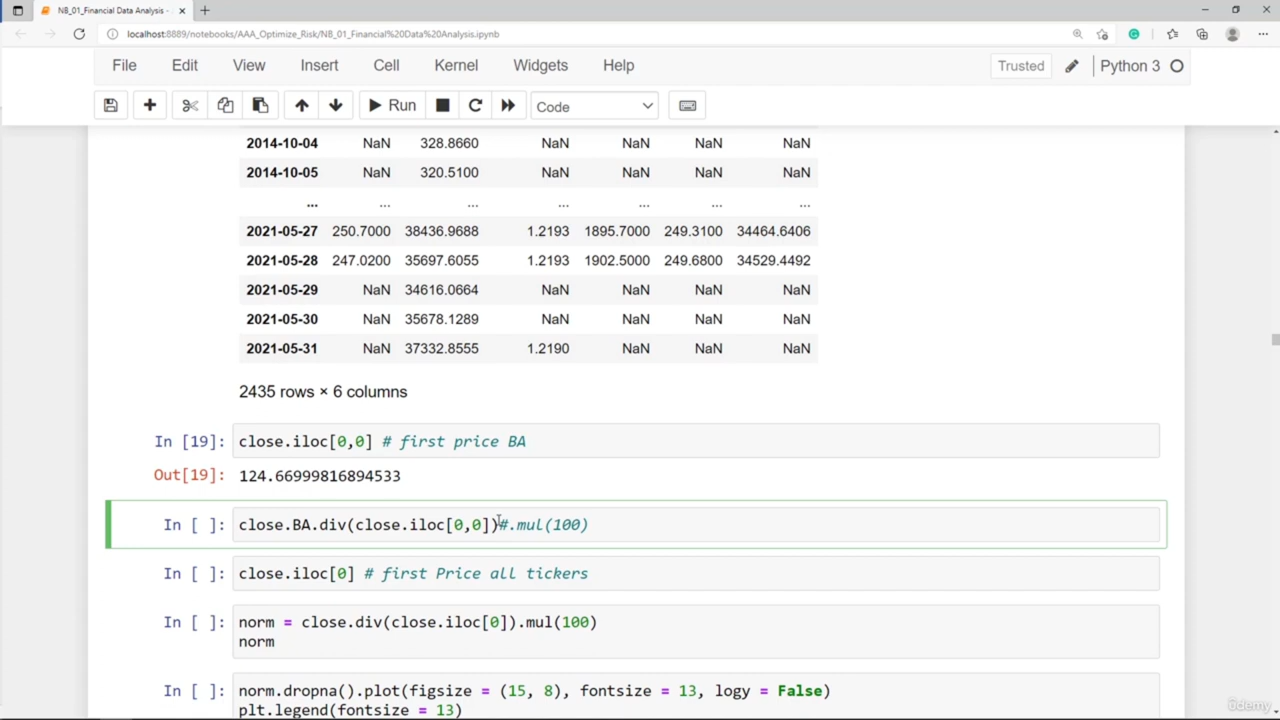 NB_01_Financial Data Analysis -
localhost:8889/notebooks/AAA_Optimize_Risk/NB_01_Financial%20Data%20Analysis.ipynb
File Edit View Insert Cell Kernel Widgets Help Trusted Python 3
Run Code
2014-10-04 NaN 328.8660 NaN NaN NaN NaN
2014-10-05 NaN 320.5100 NaN NaN NaN NaN
... ... ... ... ... ... ...
2021-05-27 250.7000 38436.9688 1.2193 1895.7000 249.3100 34464.6406
2021-05-28 247.0200 35697.6055 1.2193 1902.5000 249.6800 34529.4492
2021-05-29 NaN 34616.0664 NaN NaN NaN NaN
2021-05-30 NaN 35678.1289 NaN NaN NaN NaN
2021-05-31 NaN 37332.8555 1.2190 NaN NaN NaN
2435 rows × 6 columns
In [19]: close.iloc[0,0] # first price BA
Out[19]: 124.66999816894533
In [ ]: close.BA.div(close.iloc[0,0])#.mul(100)
In [ ]: close.iloc[0] # first Price all tickers
In [ ]: norm = close.div(close.iloc[0]).mul(100)
norm
In [ ]: norm.dropna().plot(figsize = (15, 8), fontsize = 13, logy = False)
plt.legend(fontsize = 13)
ûdemy